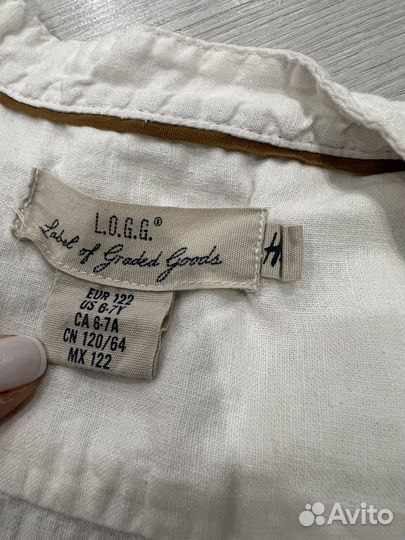 L.O.G.G.®
Label of Graded Goods
H
EUR 122
US 6-7Y
CA 6-7A
CN 120/64
MX 122
Avito